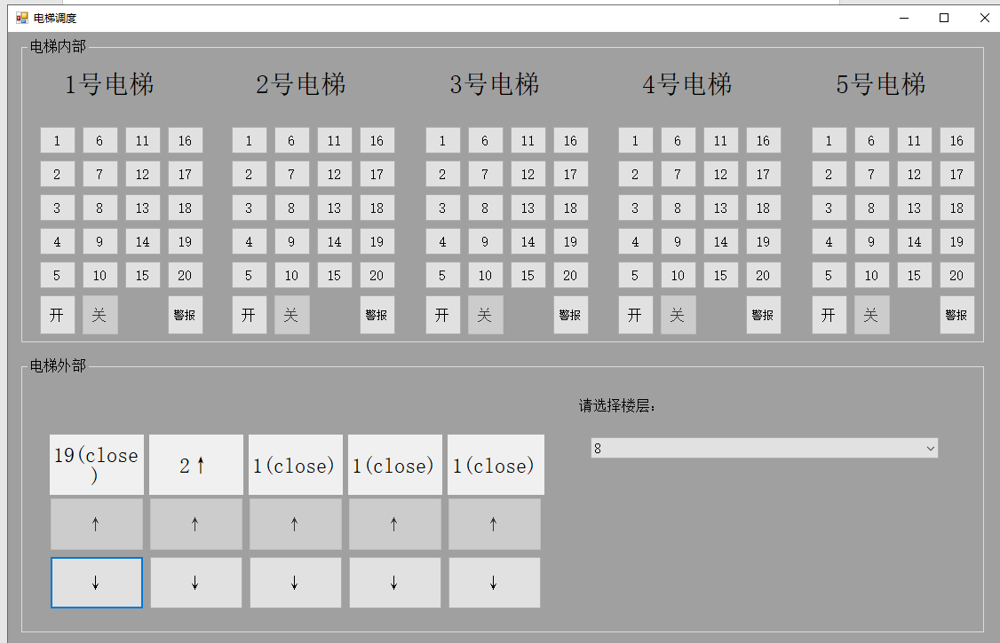 电梯调度
电梯内部
1号电梯 2号电梯 3号电梯 4号电梯 5号电梯
1 6 11 16 1 6 11 16 1 6 11 16 1 6 11 16 1 6 11 16
2 7 12 17 2 7 12 17 2 7 12 17 2 7 12 17 2 7 12 17
3 8 13 18 3 8 13 18 3 8 13 18 3 8 13 18 3 8 13 18
4 9 14 19 4 9 14 19 4 9 14 19 4 9 14 19 4 9 14 19
5 10 15 20 5 10 15 20 5 10 15 20 5 10 15 20 5 10 15 20
开 关 警报 开 关 警报 开 关 警报 开 关 警报 开 关 警报
电梯外部
请选择楼层:
8
19(close
) 2↑ 1(close) 1(close) 1(close)
↑ ↑ ↑ ↑ ↑
↓ ↓ ↓ ↓ ↓